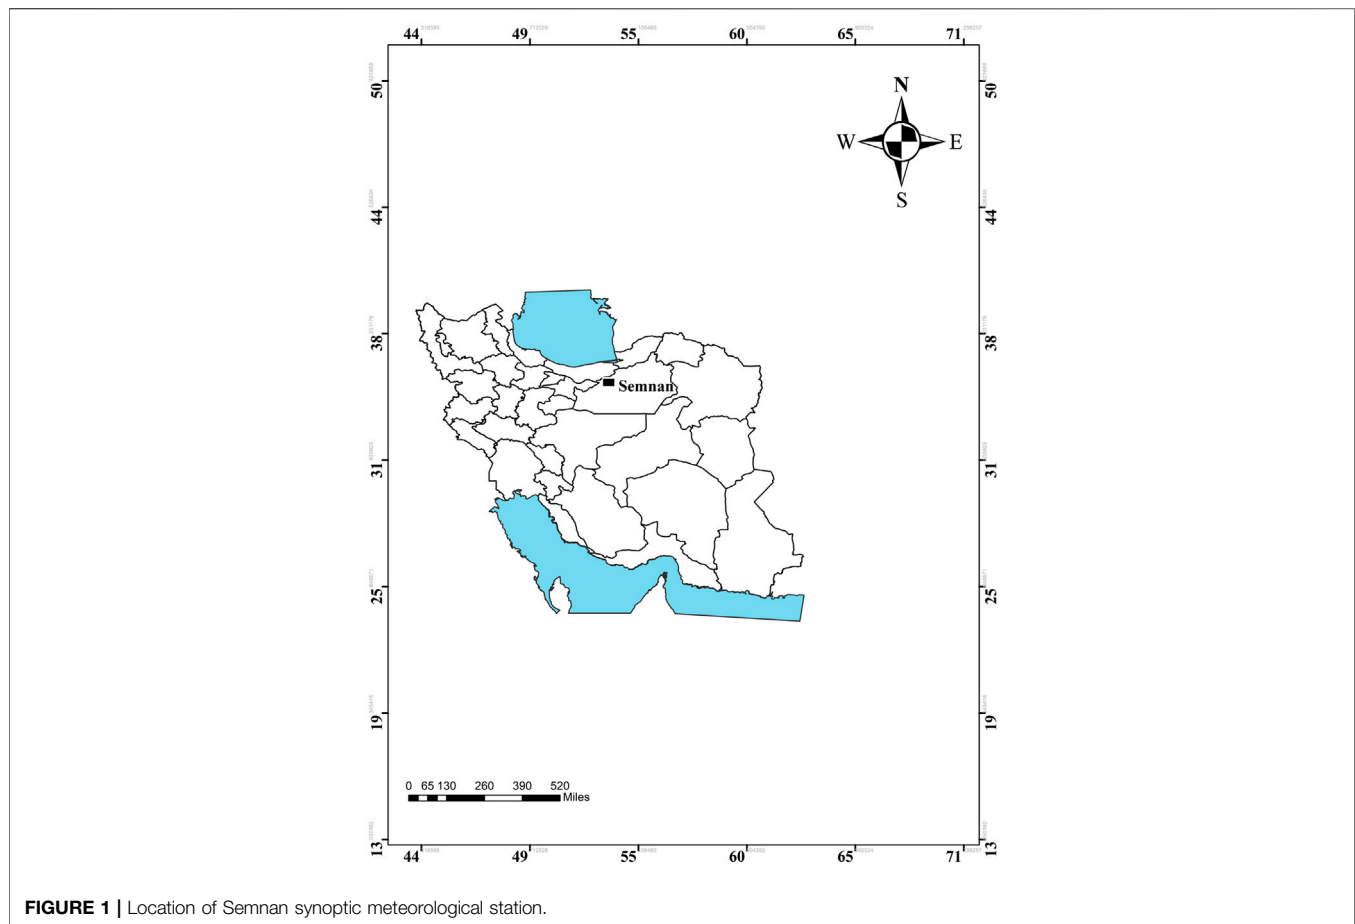 44 49 55 60 65 71
N
W E
S
50 50
44 44
38 38
Semnan
31 31
25 25
19 19
0 65 130 260 390 520
Miles
13 13
44 49 55 60 65 71
FIGURE 1 | Location of Semnan synoptic meteorological station.